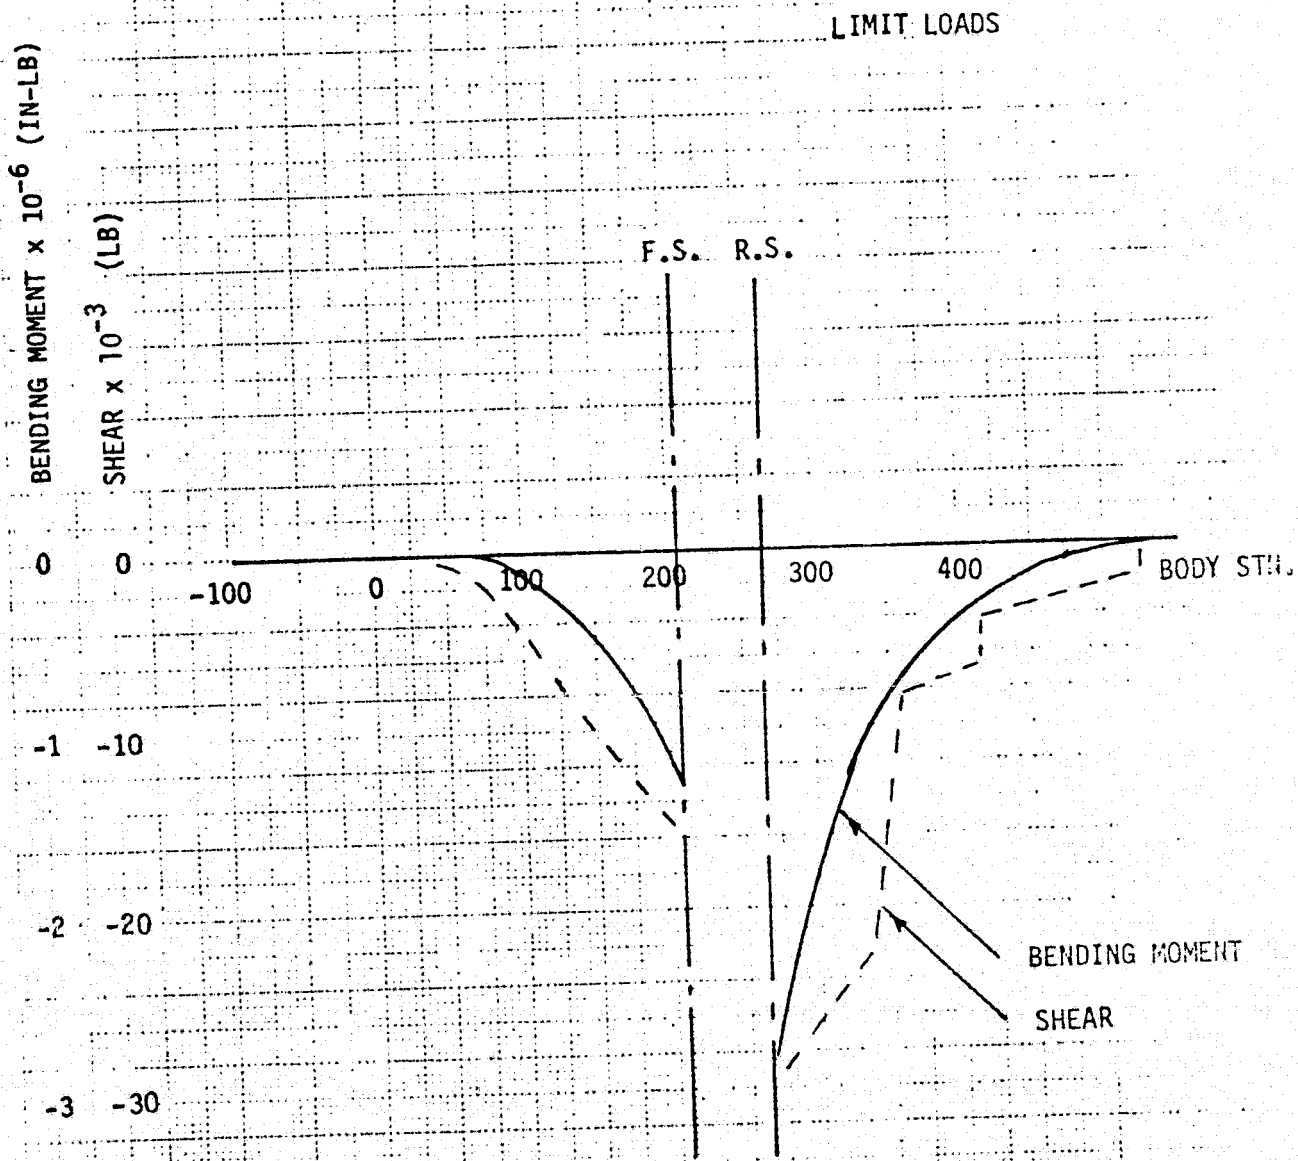 LIMIT LOADS
BENDING MOMENT x 10-6 (IN-LB)
SHEAR x 10-3 (LB)
F.S. R.S.
0 0
-100 0 100 200 300 400 BODY STN.
-1 -10
-2 -20
BENDING MOMENT
SHEAR
-3 -30